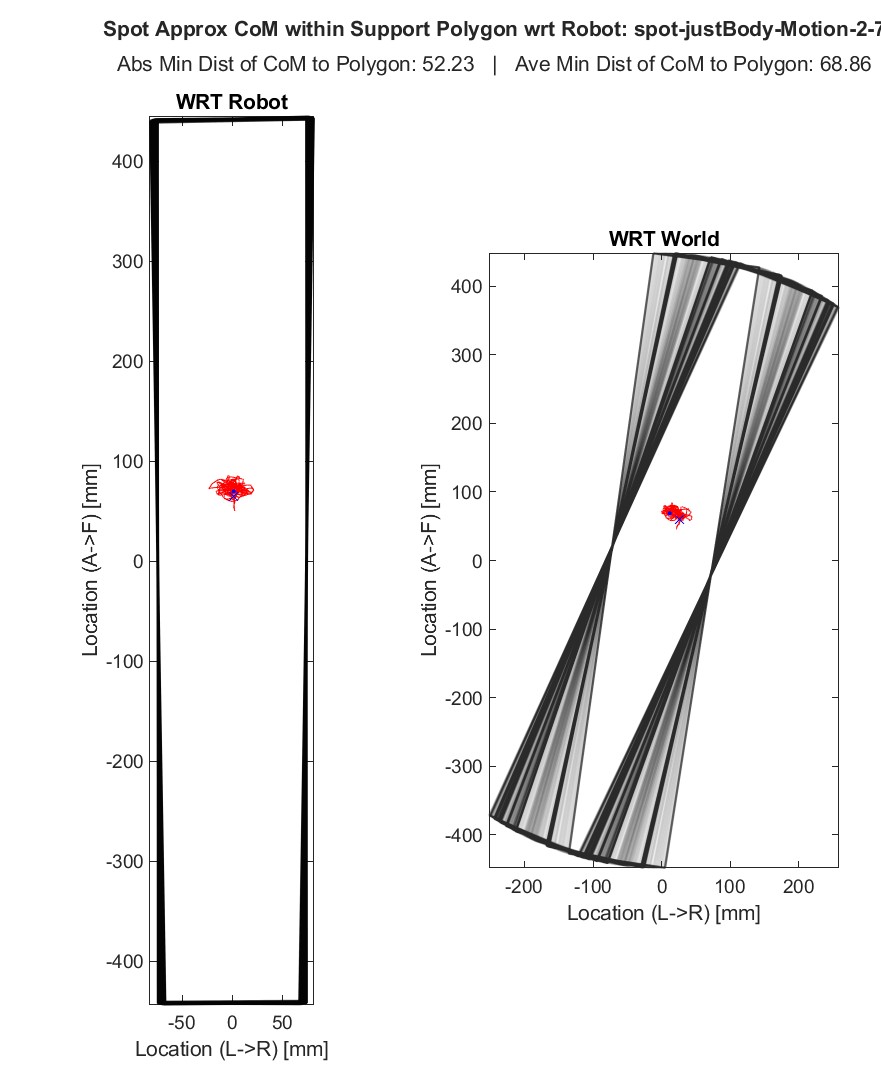 Spot Approx CoM within Support Polygon wrt Robot: spot-justBody-Motion-2-7
Abs Min Dist of CoM to Polygon: 52.23 | Ave Min Dist of CoM to Polygon: 68.86
WRT Robot
400
300
200
100
0
-100
-200
-300
-400
-50 0 50
Location (L->R) [mm]
Location (A->F) [mm]
WRT World
400
300
200
100
0
-100
-200
-300
-400
-200 -100 0 100 200
Location (L->R) [mm]
Location (A->F) [mm]